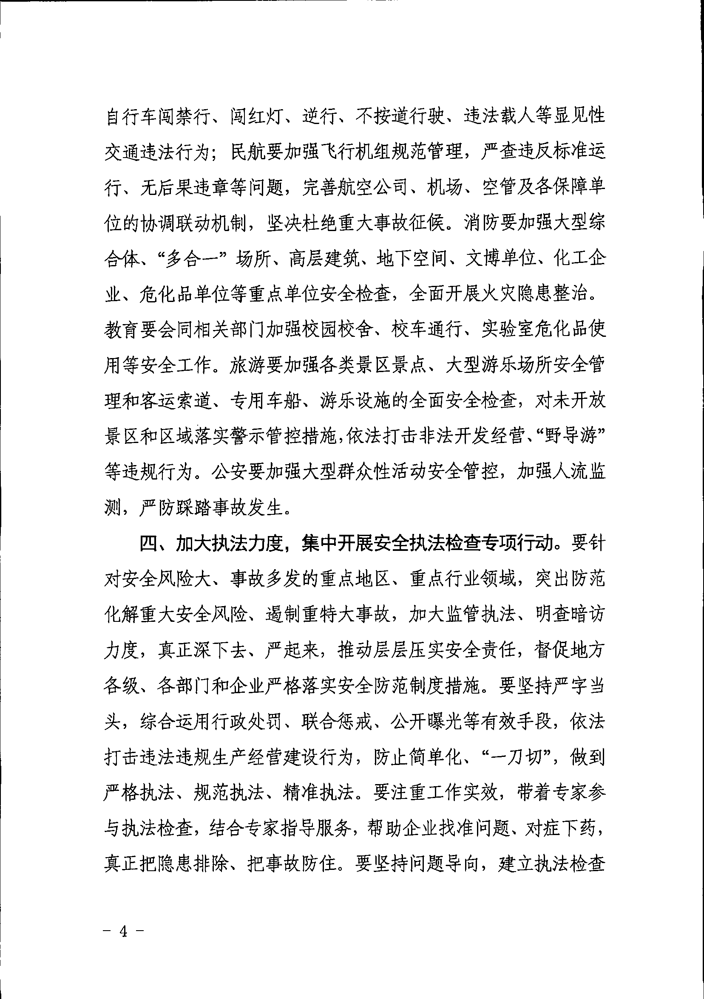 自行车闯禁行、闯红灯、逆行、不按道行驶、违法载人等显见性
交通违法行为；民航要加强飞行机组规范管理，严查违反标准运
行、无后果违章等问题，完善航空公司、机场、空管及各保障单
位的协调联动机制，坚决杜绝重大事故征候。消防要加强大型综
合体、“多合一”场所、高层建筑、地下空间、文博单位、化工企
业、危化品单位等重点单位安全检查，全面开展火灾隐患整治。
教育要会同相关部门加强校园校舍、校车通行、实验室危化品使
用等安全工作。旅游要加强各类景区景点、大型游乐场所安全管
理和客运索道、专用车船、游乐设施的全面安全检查，对未开放
景区和区域落实警示管控措施，依法打击非法开发经营、“野导游”
等违规行为。公安要加强大型群众性活动安全管控，加强人流监
测，严防踩踏事故发生。
四、加大执法力度，集中开展安全执法检查专项行动。要针
对安全风险大、事故多发的重点地区、重点行业领域，突出防范
化解重大安全风险、遏制重特大事故，加大监管执法、明查暗访
力度，真正深下去、严起来，推动层层压实安全责任，督促地方
各级、各部门和企业严格落实安全防范制度措施。要坚持严字当
头，综合运用行政处罚、联合惩戒、公开曝光等有效手段，依法
打击违法违规生产经营建设行为，防止简单化、“一刀切”，做到
严格执法、规范执法、精准执法。要注重工作实效，带着专家参
与执法检查，结合专家指导服务，帮助企业找准问题、对症下药，
真正把隐患排除、把事故防住。要坚持问题导向，建立执法检查
- 4 -